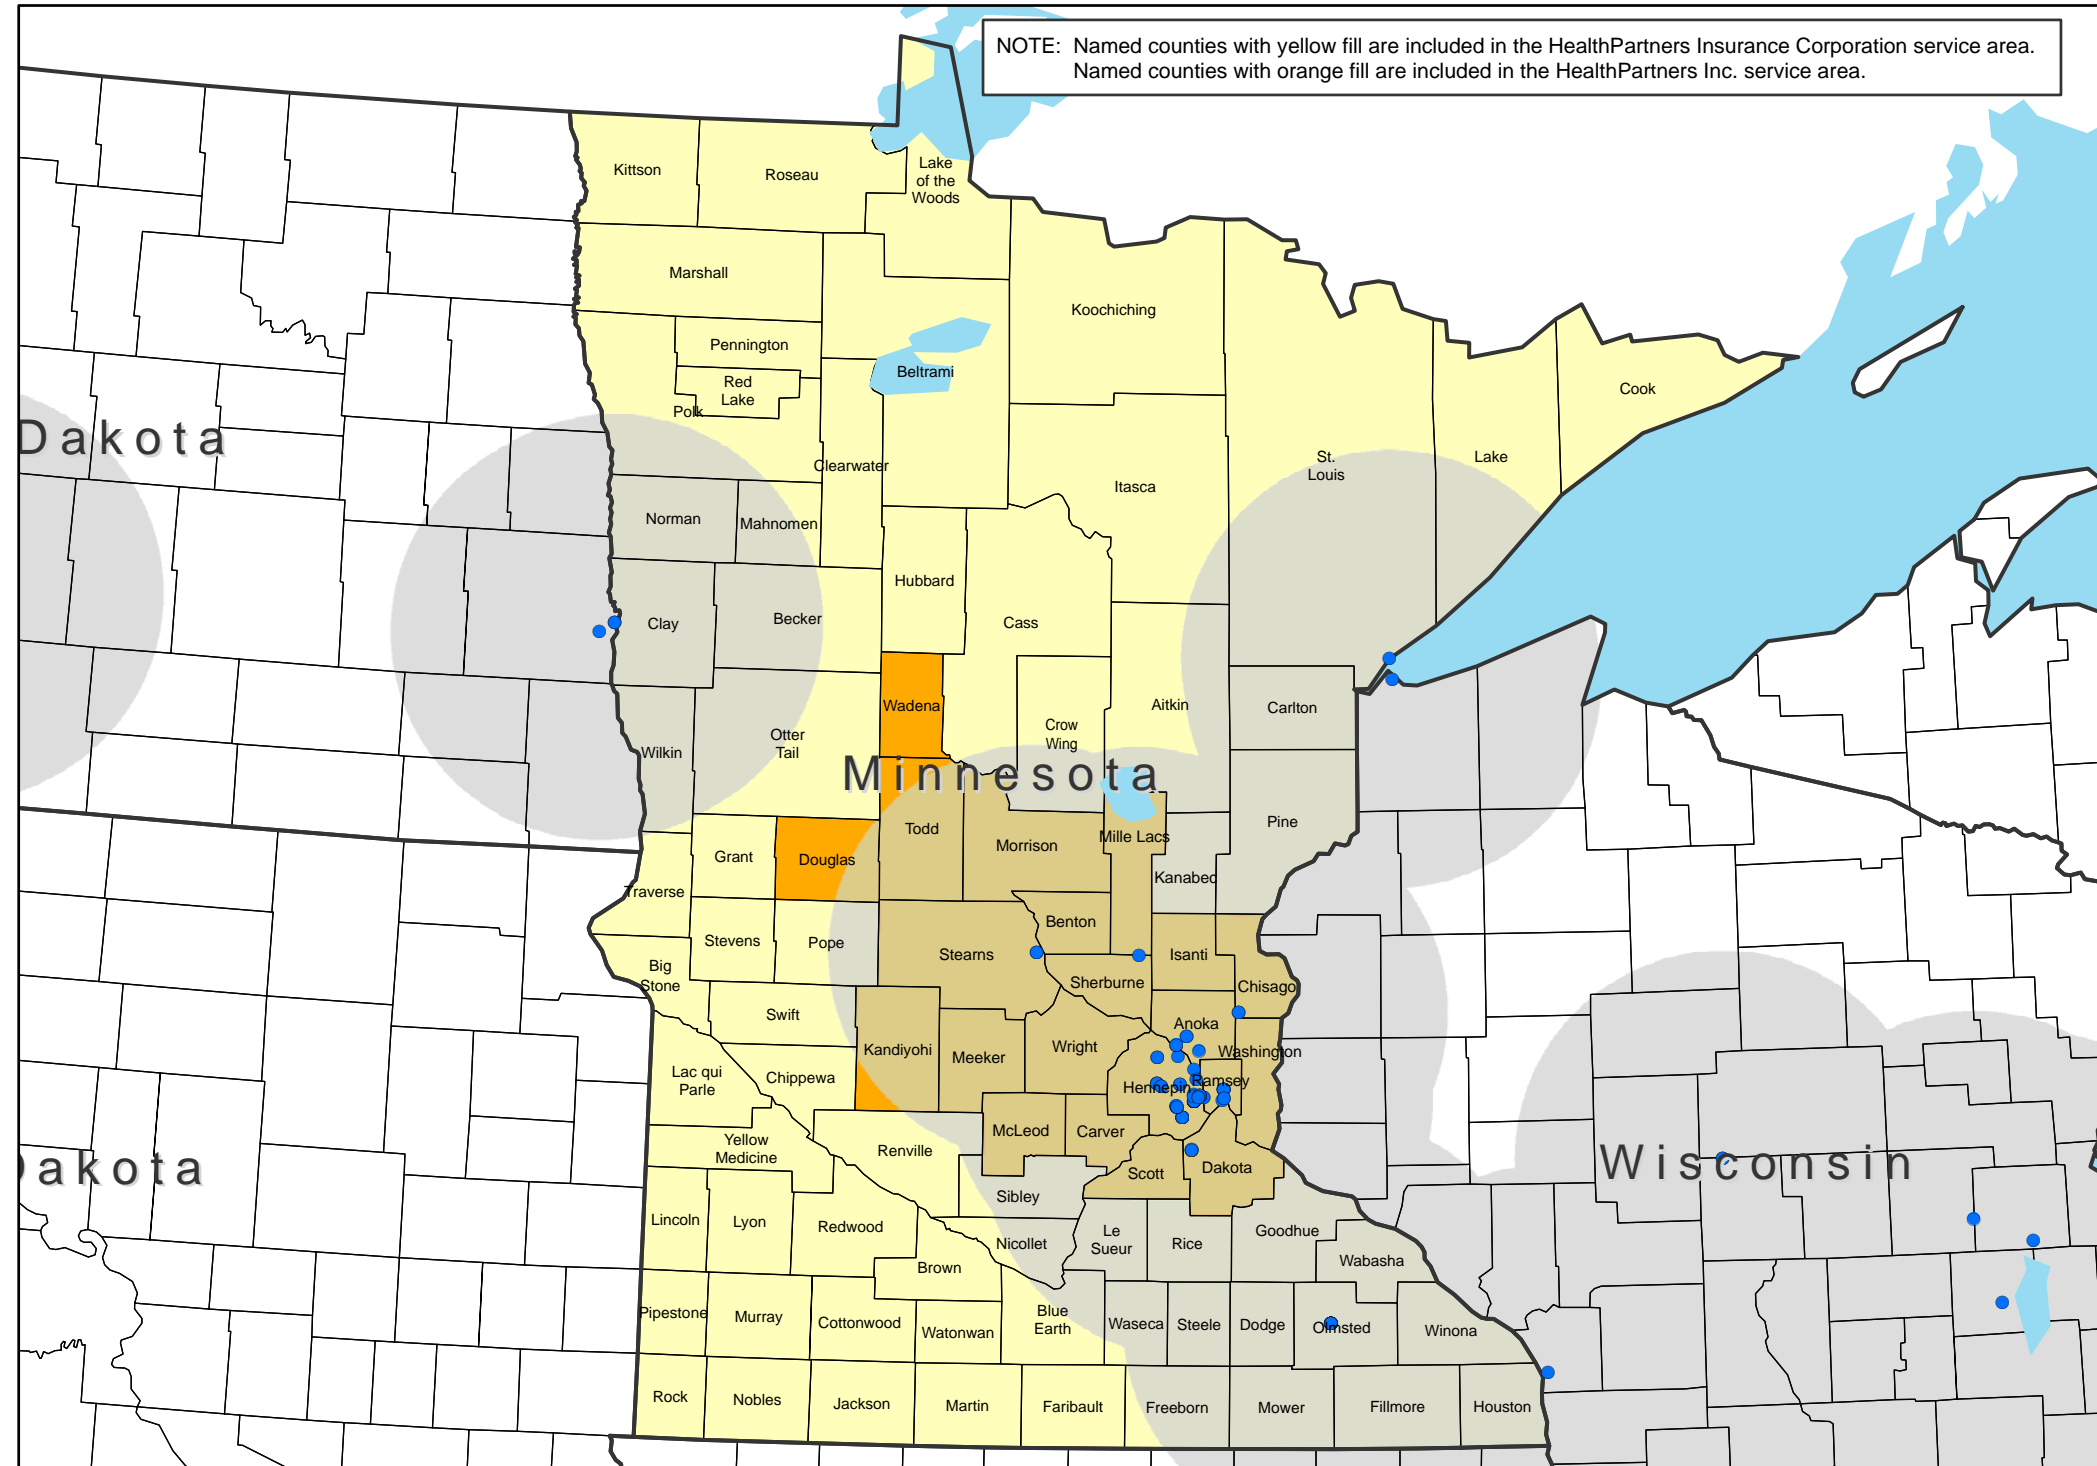 NOTE: Named counties with yellow fill are included in the HealthPartners Insurance Corporation service area.
Named counties with orange fill are included in the HealthPartners Inc. service area.
Kittson
Roseau
Lake
of the
Woods
Marshall
Koochiching
Pennington
Red
Lake
Beltrami
Cook
Polk
Dakota
Clearwater
St.
Louis
Lake
Itasca
Norman
Mahnomen
Hubbard
Clay
Becker
Cass
Wadena
Aitkin
Carlton
Otter
Tail
Crow
Wing
Wilkin
Minnesota
Pine
Todd
Morrison
Mille Lacs
Grant
Douglas
Kanabec
Traverse
Benton
Stevens
Pope
Stearns
Isanti
Big
Stone
Sherburne
Chisago
Swift
Anoka
Kandiyohi
Meeker
Wright
Washington
Lac qui
Parle
Chippewa
Hennepin
Ramsey
McLeod
Carver
Yellow
Medicine
Renville
Scott
Dakota
Wisconsin
Dakota
Sibley
Lincoln
Lyon
Redwood
Nicollet
Le
Sueur
Rice
Goodhue
Wabasha
Brown
Pipestone
Murray
Cottonwood
Watonwan
Blue
Earth
Waseca
Steele
Dodge
Olmsted
Winona
Rock
Nobles
Jackson
Martin
Faribault
Freeborn
Mower
Fillmore
Houston